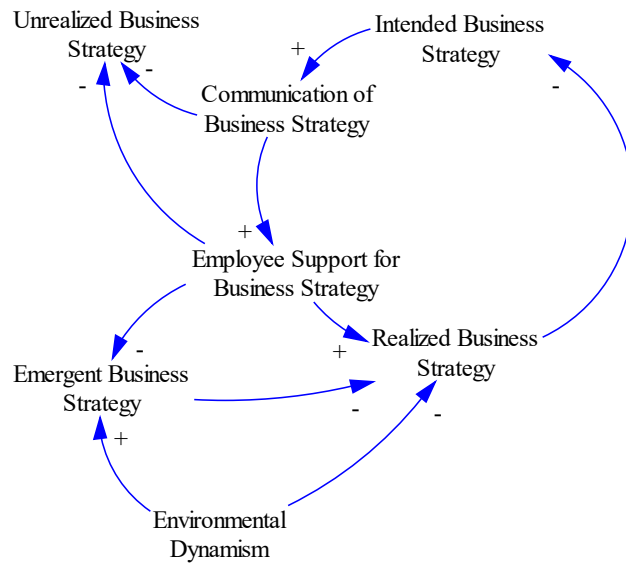 Unrealized Business
Strategy
Intended Business
Strategy
+
-
-
-
Communication of
Business Strategy
+
Employee Support for
Business Strategy
+
-
Realized Business
Strategy
Emergent Business
Strategy
-
-
+
Environmental
Dynamism